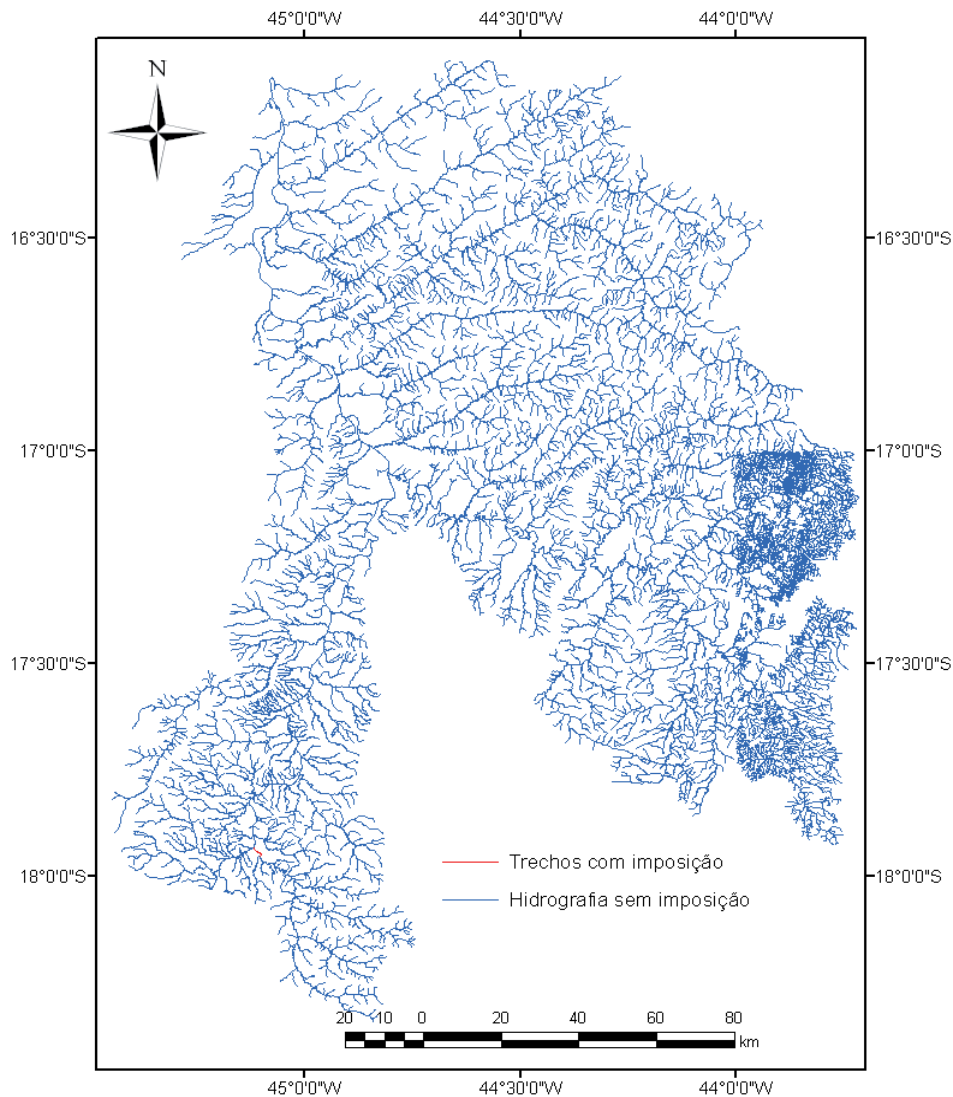 45°0'0"W 44°30'0"W 44°0'0"W
N
16°30'0"S 16°30'0"S
17°0'0"S 17°0'0"S
17°30'0"S 17°30'0"S
Trechos com imposição
18°0'0"S 18°0'0"S
Hidrografia sem imposição
20 10 0 20 40 60 80
km
45°0'0"W 44°30'0"W 44°0'0"W